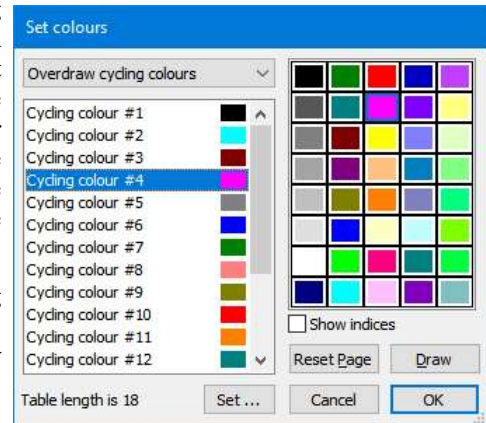 Set colours
Overdraw cycling colours
Cycling colour #1
Cycling colour #2
Cycling colour #3
Cycling colour #4
Cycling colour #5
Cycling colour #6
Cycling colour #7
Cycling colour #8
Cycling colour #9
Cycling colour #10
Cycling colour #11
Cycling colour #12
Show indices
Reset Page
Draw
Table length is 18
Set ...
Cancel
OK